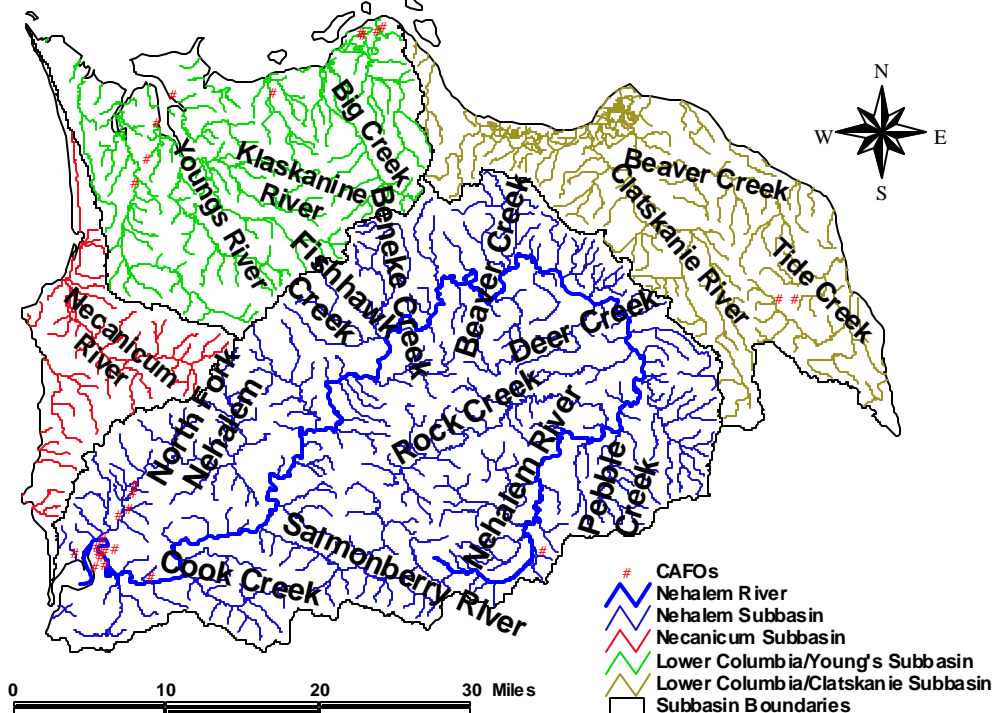 N
W
E
S
Big Creek
Klaskanine
River
Youngs River
Beaver Creek
Clatskanie River
Tide Creek
Beneke Creek
Fishhawk
Creek
Beaver Creek
Deer Creek
Necanicum
River
North Fork
Nehalem
Rock Creek
Nehalem River
Pebble
Creek
Salmonberry River
Cook Creek
# CAFOs
Nehalem River
Nehalem Subbasin
Necanicum Subbasin
Lower Columbia/Young's Subbasin
Lower Columbia/Clatskanie Subbasin
Subbasin Boundaries
0 10 20 30 Miles